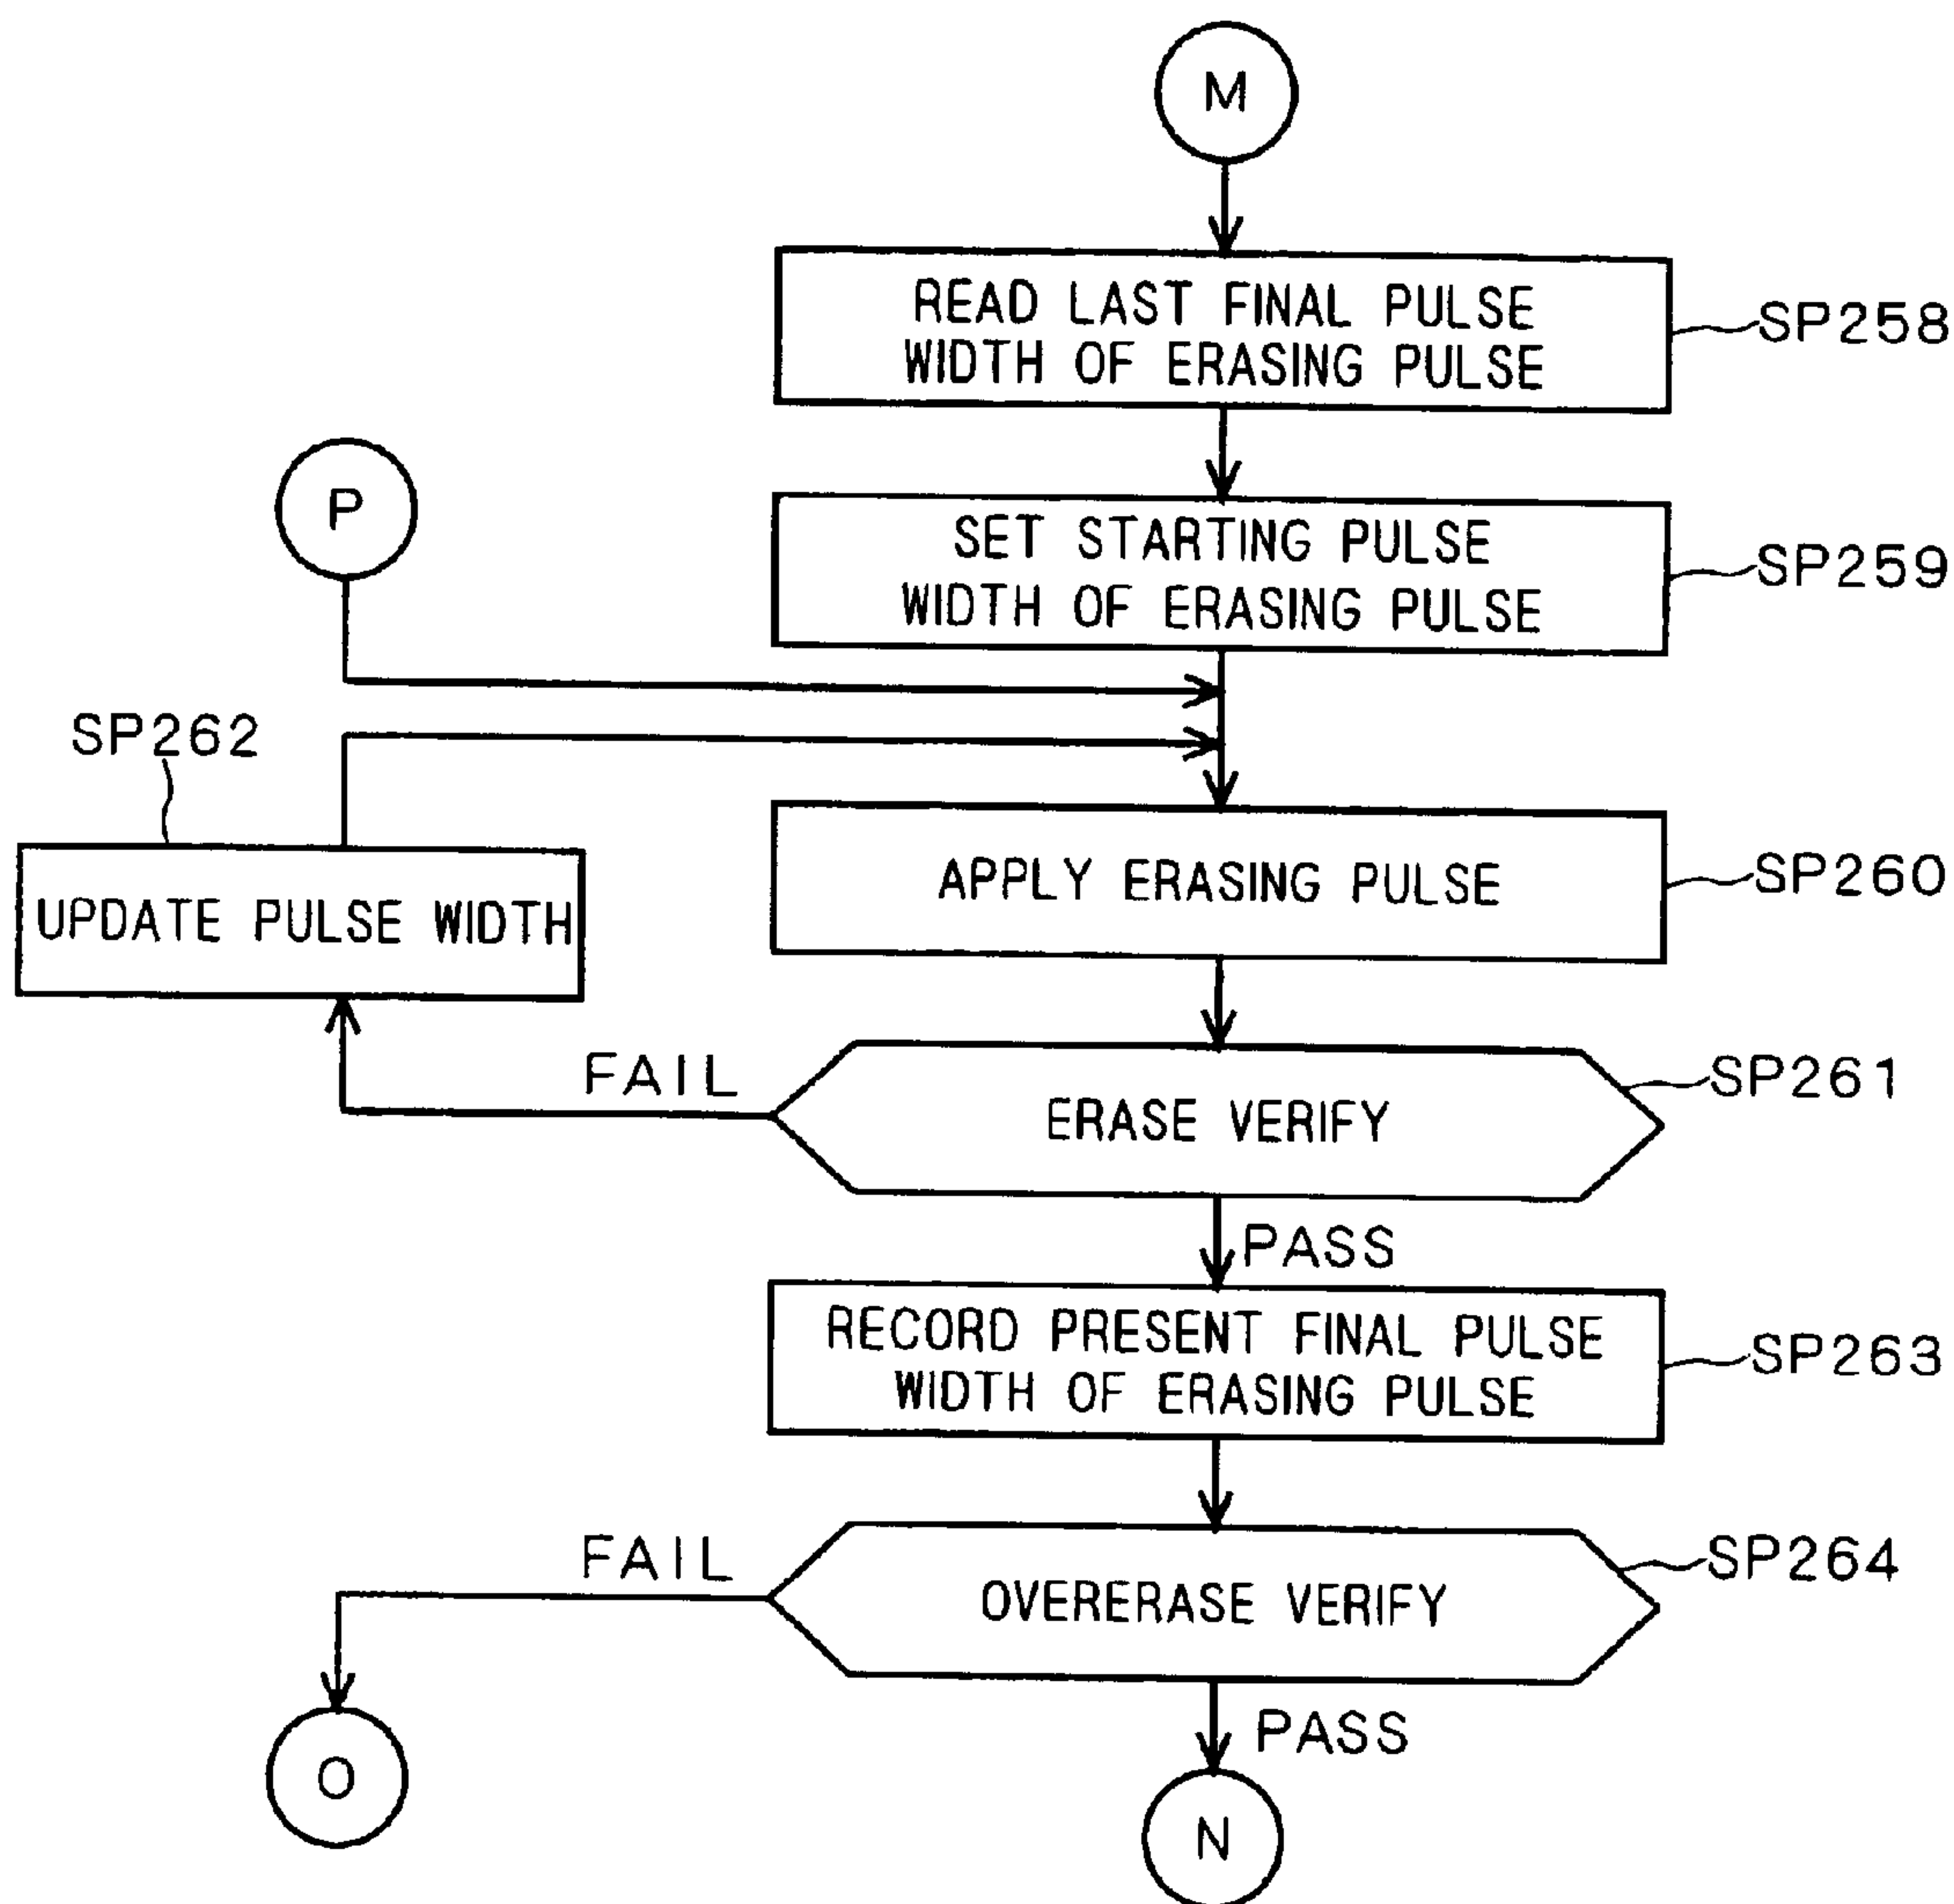 M
READ LAST FINAL PULSE
WIDTH OF ERASING PULSE
SP258
P
SET STARTING PULSE
WIDTH OF ERASING PULSE
SP259
SP262
UPDATE PULSE WIDTH
APPLY ERASING PULSE
SP260
FAIL
ERASE VERIFY
SP261
PASS
RECORD PRESENT FINAL PULSE
WIDTH OF ERASING PULSE
SP263
FAIL
OVERERASE VERIFY
SP264
PASS
O
N